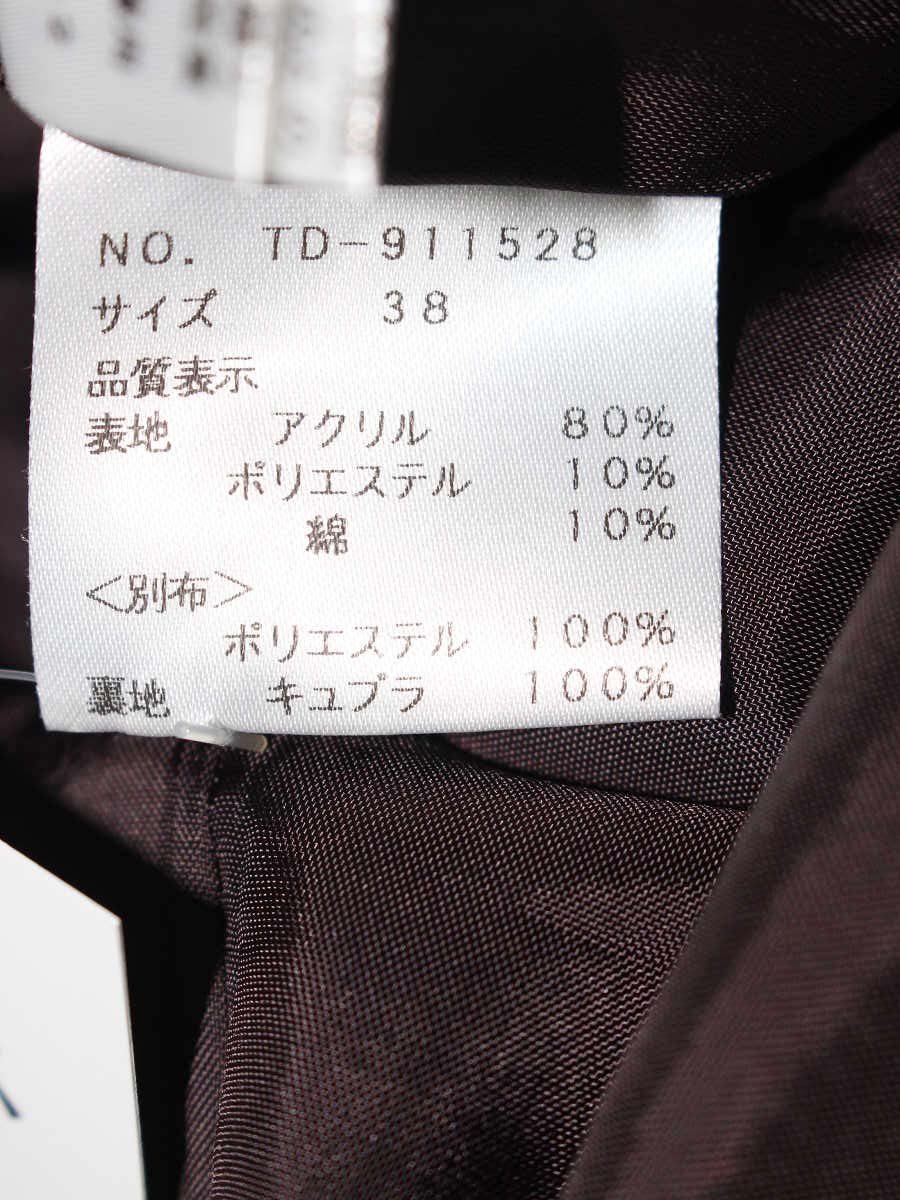 NO. TD-911528
サイズ 38
品質表示
表地 アクリル 80%
ポリエステル 10%
綿 10%
<別布>
ポリエステル 100%
裏地 キュプラ 100%